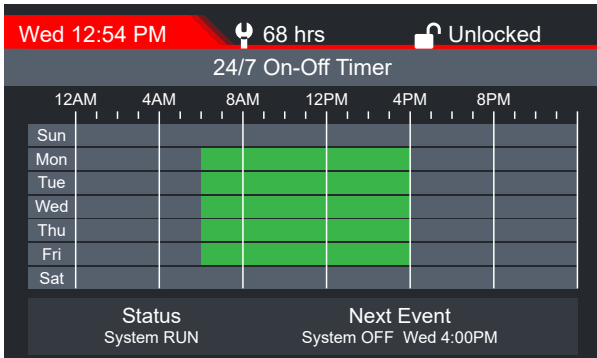 Wed 12:54 PM 68 hrs Unlocked
24/7 On-Off Timer
12AM 4AM 8AM 12PM 4PM 8PM
Sun
Mon
Tue
Wed
Thu
Fri
Sat
Status Next Event
System RUN System OFF Wed 4:00PM